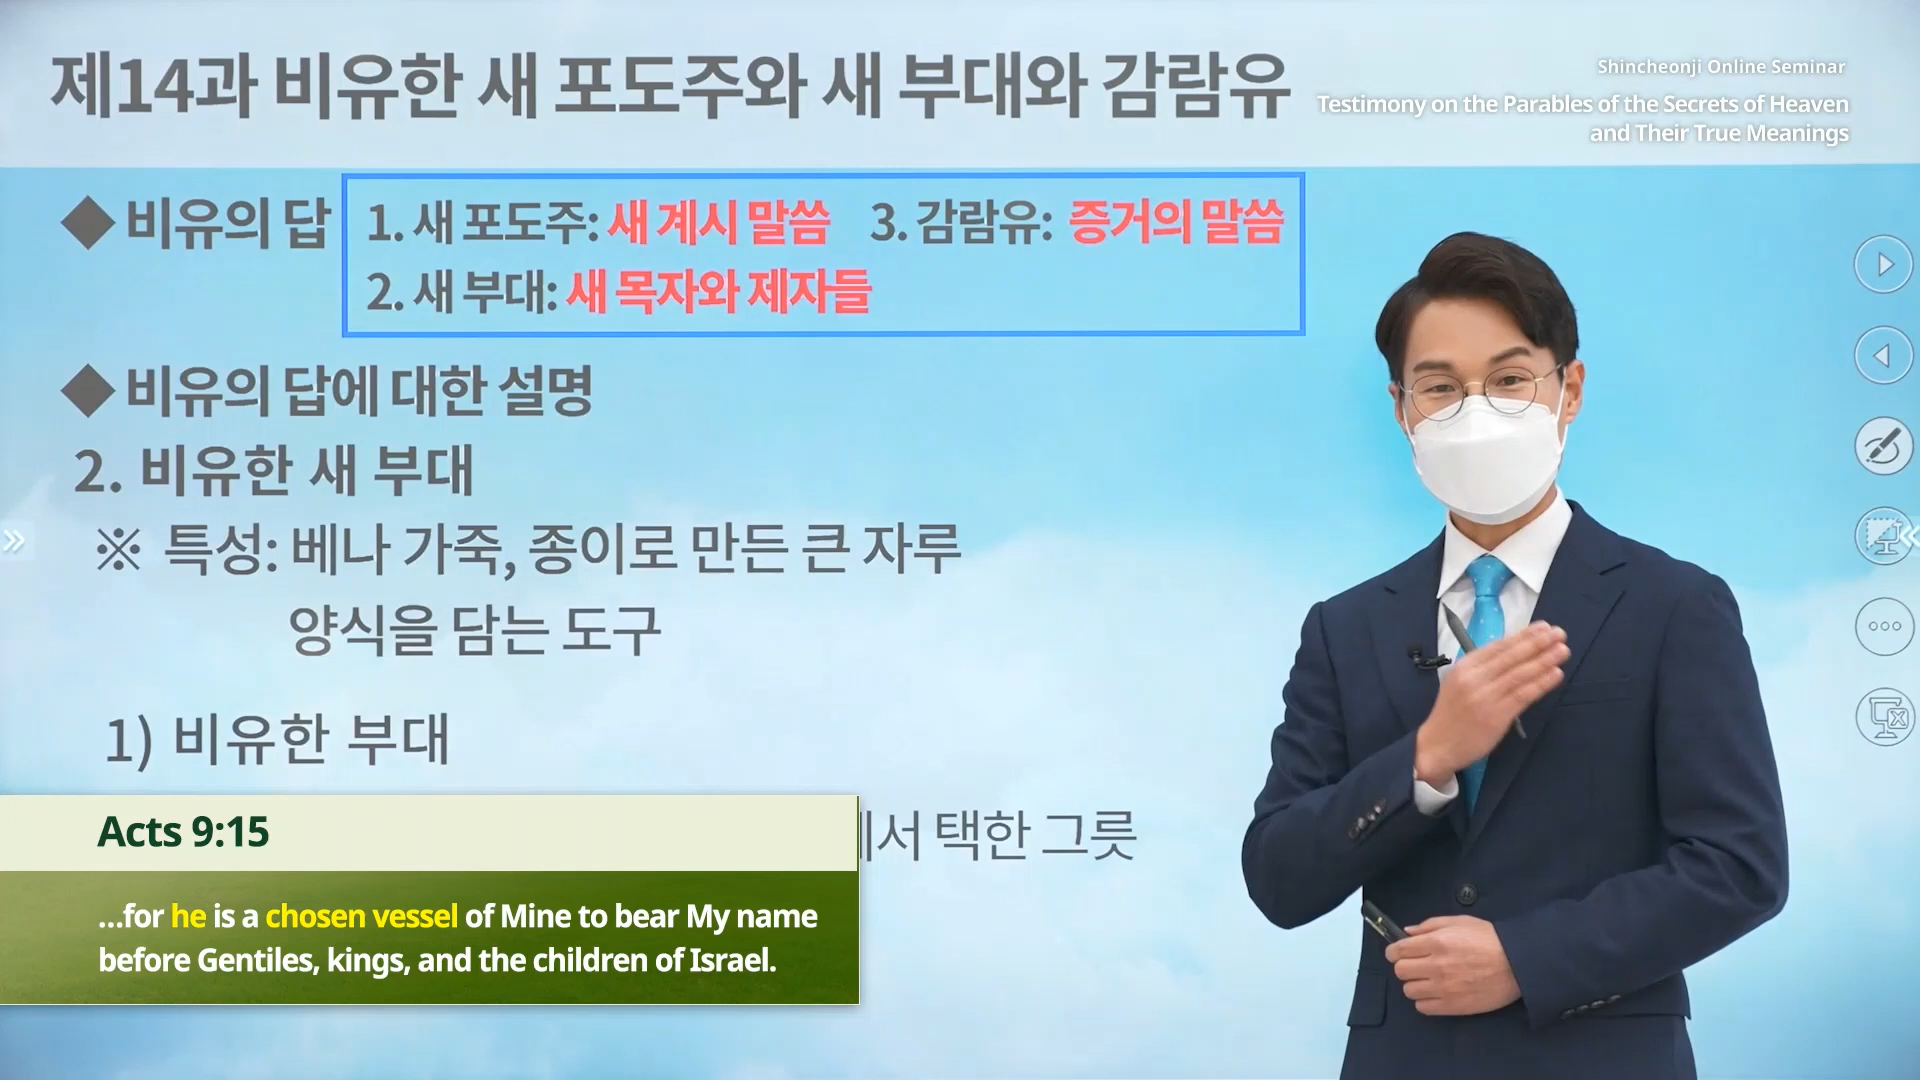 제14과 비유한 새 포도주와 새 부대와 감람유
Shincheonji Online Seminar
Testimony on the Parables of the Secrets of Heaven
and Their True Meanings
◆ 비유의 답
1. 새 포도주: 새 계시 말씀 3. 감람유: 증거의 말씀
2. 새 부대: 새 목자와 제자들
◆ 비유의 답에 대한 설명
2. 비유한 새 부대
※ 특성: 베나 가죽, 종이로 만든 큰 자루
양식을 담는 도구
1) 비유한 부대
서 택한 그릇
Acts 9:15
...for he is a chosen vessel of Mine to bear My name
before Gentiles, kings, and the children of Israel.